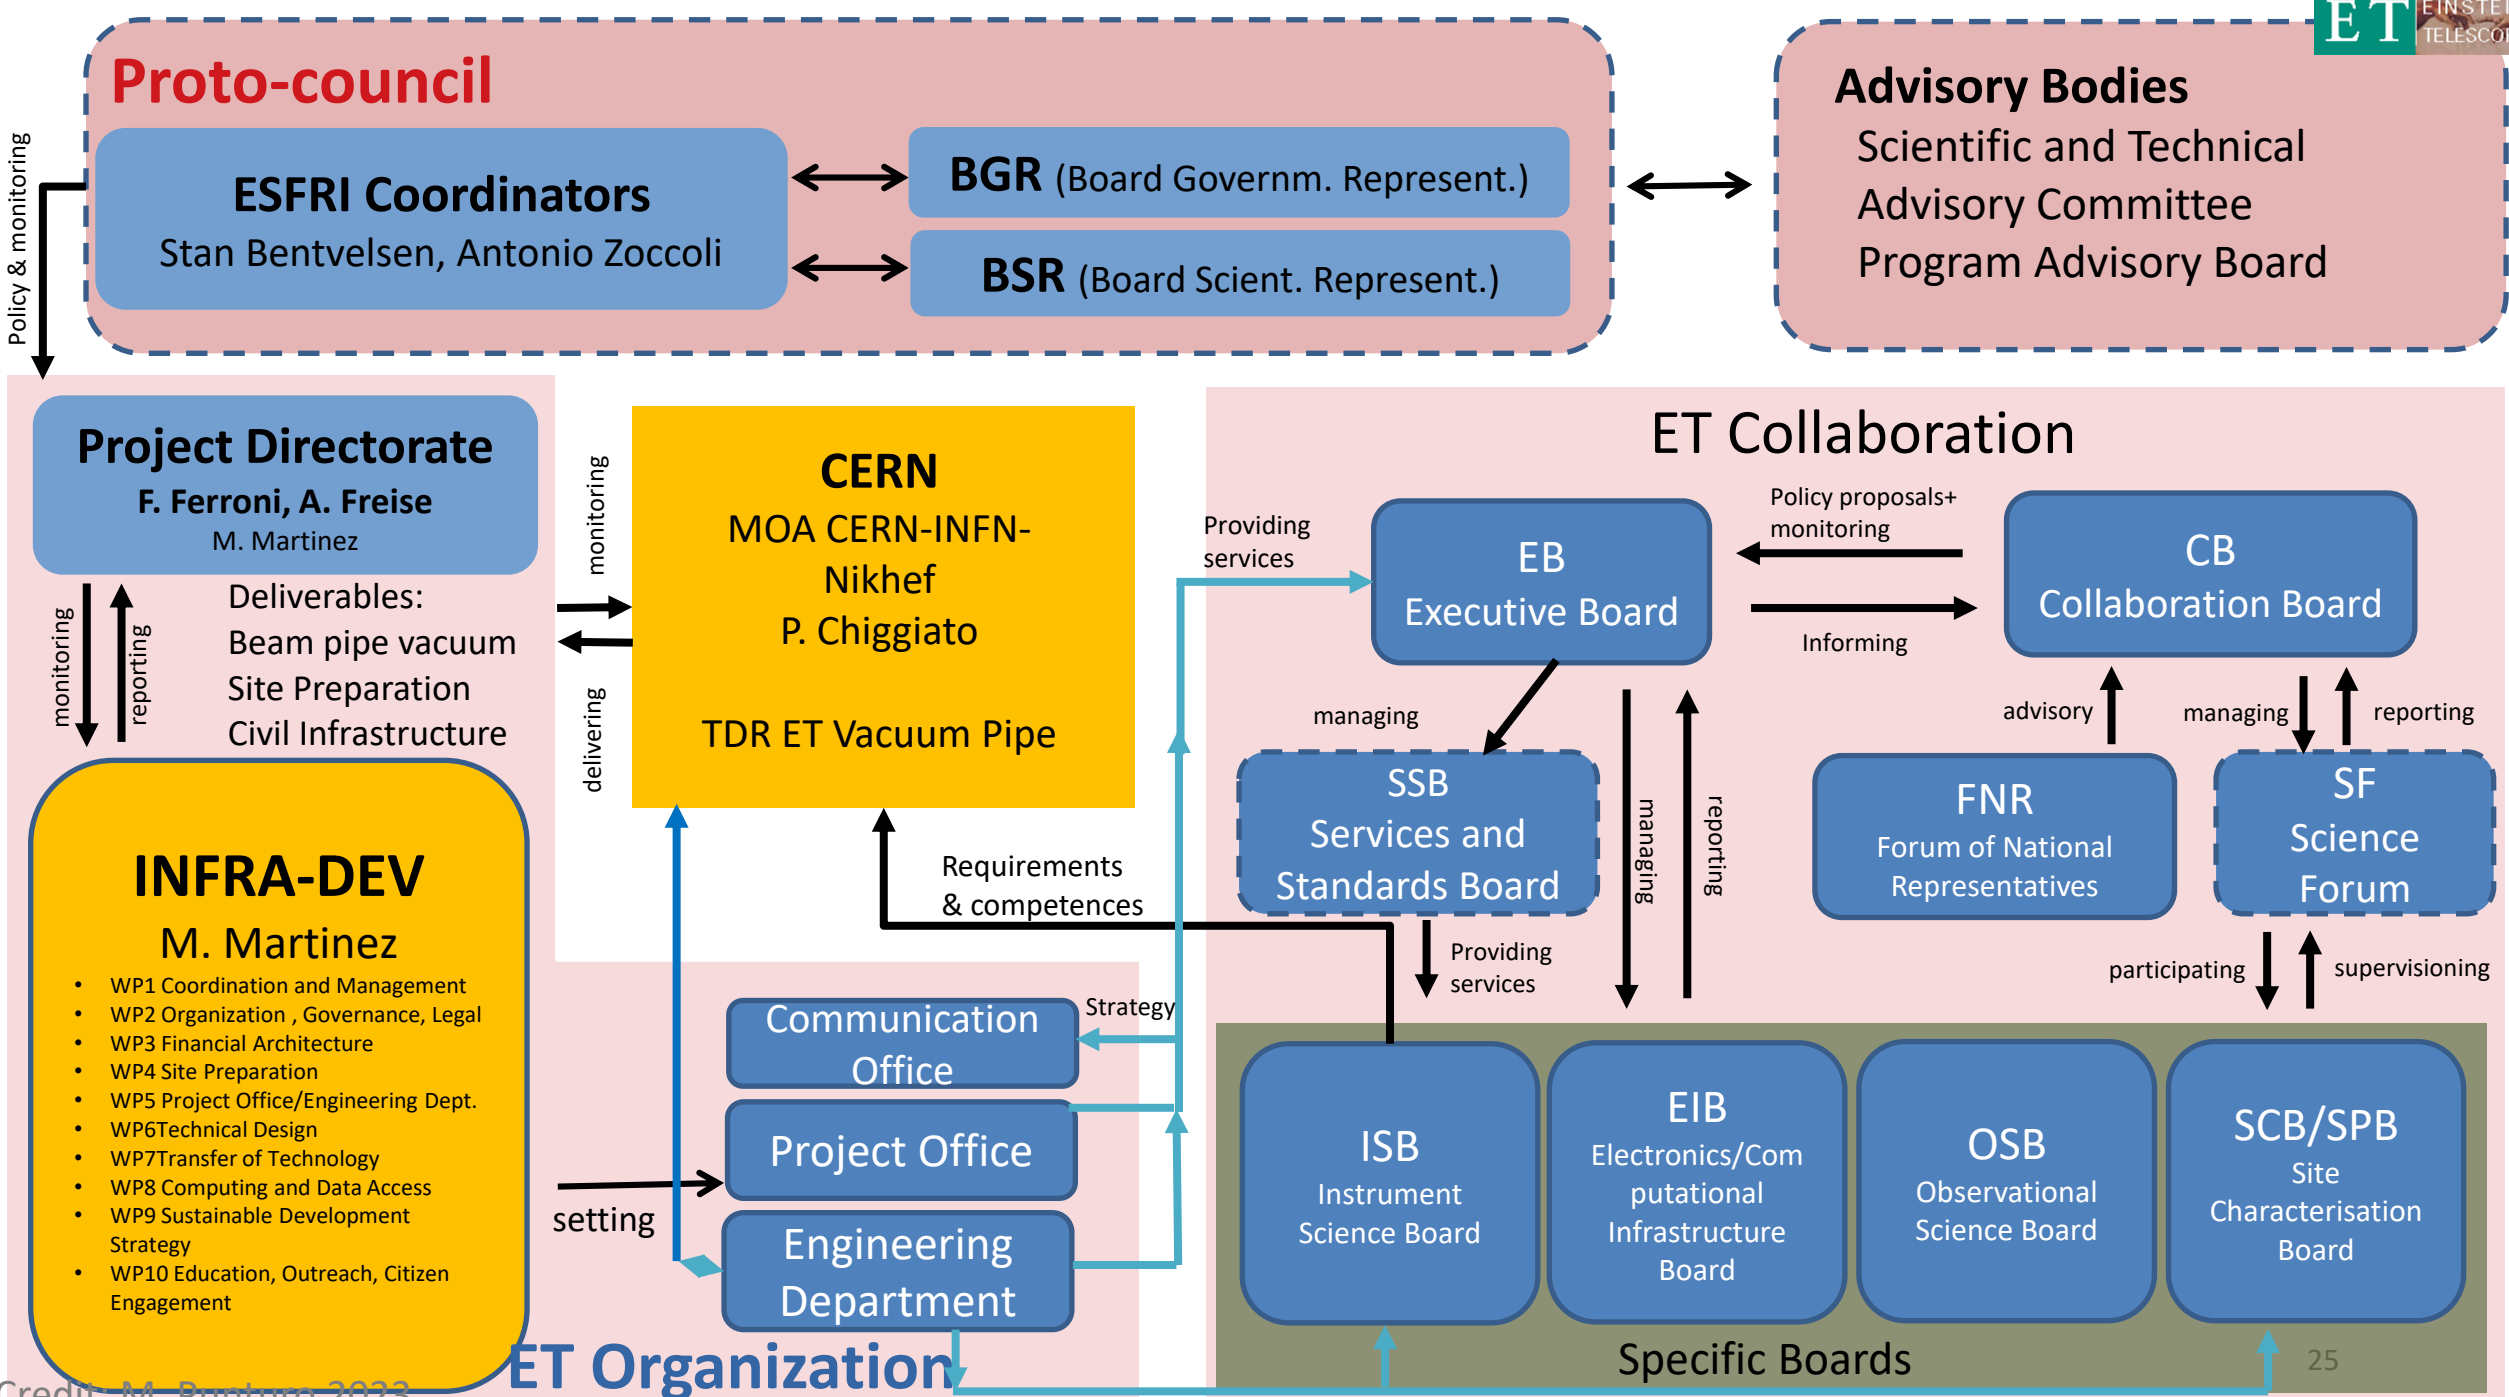 ET
EINSTEI
TELESCO
Proto-council
ESFRI Coordinators
Stan Bentvelsen, Antonio Zoccoli
BGR (Board Governm. Represent.)
BSR (Board Scient. Represent.)
Advisory Bodies
Scientific and Technical
Advisory Committee
Program Advisory Board
Policy & monitoring
Project Directorate
F. Ferroni, A. Freise
M. Martinez
monitoring
reporting
Deliverables:
Beam pipe vacuum
Site Preparation
Civil Infrastructure
monitoring
delivering
CERN
MOA CERN-INFN-
Nikhef
P. Chiggiato
TDR ET Vacuum Pipe
INFRA-DEV
M. Martinez
• WP1 Coordination and Management
• WP2 Organization , Governance, Legal
• WP3 Financial Architecture
• WP4 Site Preparation
• WP5 Project Office/Engineering Dept.
• WP6Technical Design
• WP7Transfer of Technology
• WP8 Computing and Data Access
• WP9 Sustainable Development
Strategy
• WP10 Education, Outreach, Citizen
Engagement
setting
Requirements
& competences
Communication
Office
Strategy
Project Office
Engineering
Department
ET Organization
ET Collaboration
Providing
services
EB
Executive Board
Policy proposals+
monitoring
Informing
CB
Collaboration Board
managing
SSB
Services and
Standards Board
managing
reporting
advisory
managing
reporting
FNR
Forum of National
Representatives
SF
Science
Forum
Providing
services
participating
supervisioning
ISB
Instrument
Science Board
EIB
Electronics/Com
putational
Infrastructure
Board
OSB
Observational
Science Board
SCB/SPB
Site
Characterisation
Board
Specific Boards
25
Credit: M. Punturo 2023